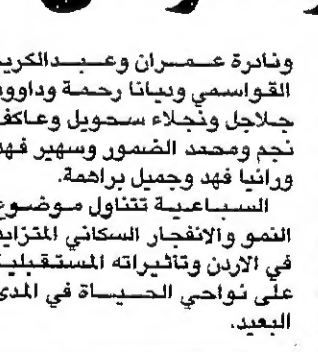 ونادرة عمران وعبدالكريم
القواسمي وديانا رحمة وداوود
جلاجل ونجلاء سحويل وعاكف
نجم ومحمد الضمور وسهير فهد
ورانيا فهد وجميل براهمة.
السباعية تتناول موضوع
النمو والانفجار السكاني المتزايد
في الاردن وتأثيراته المستقبلية
على نواحي الحياة في المدى
البعيد.